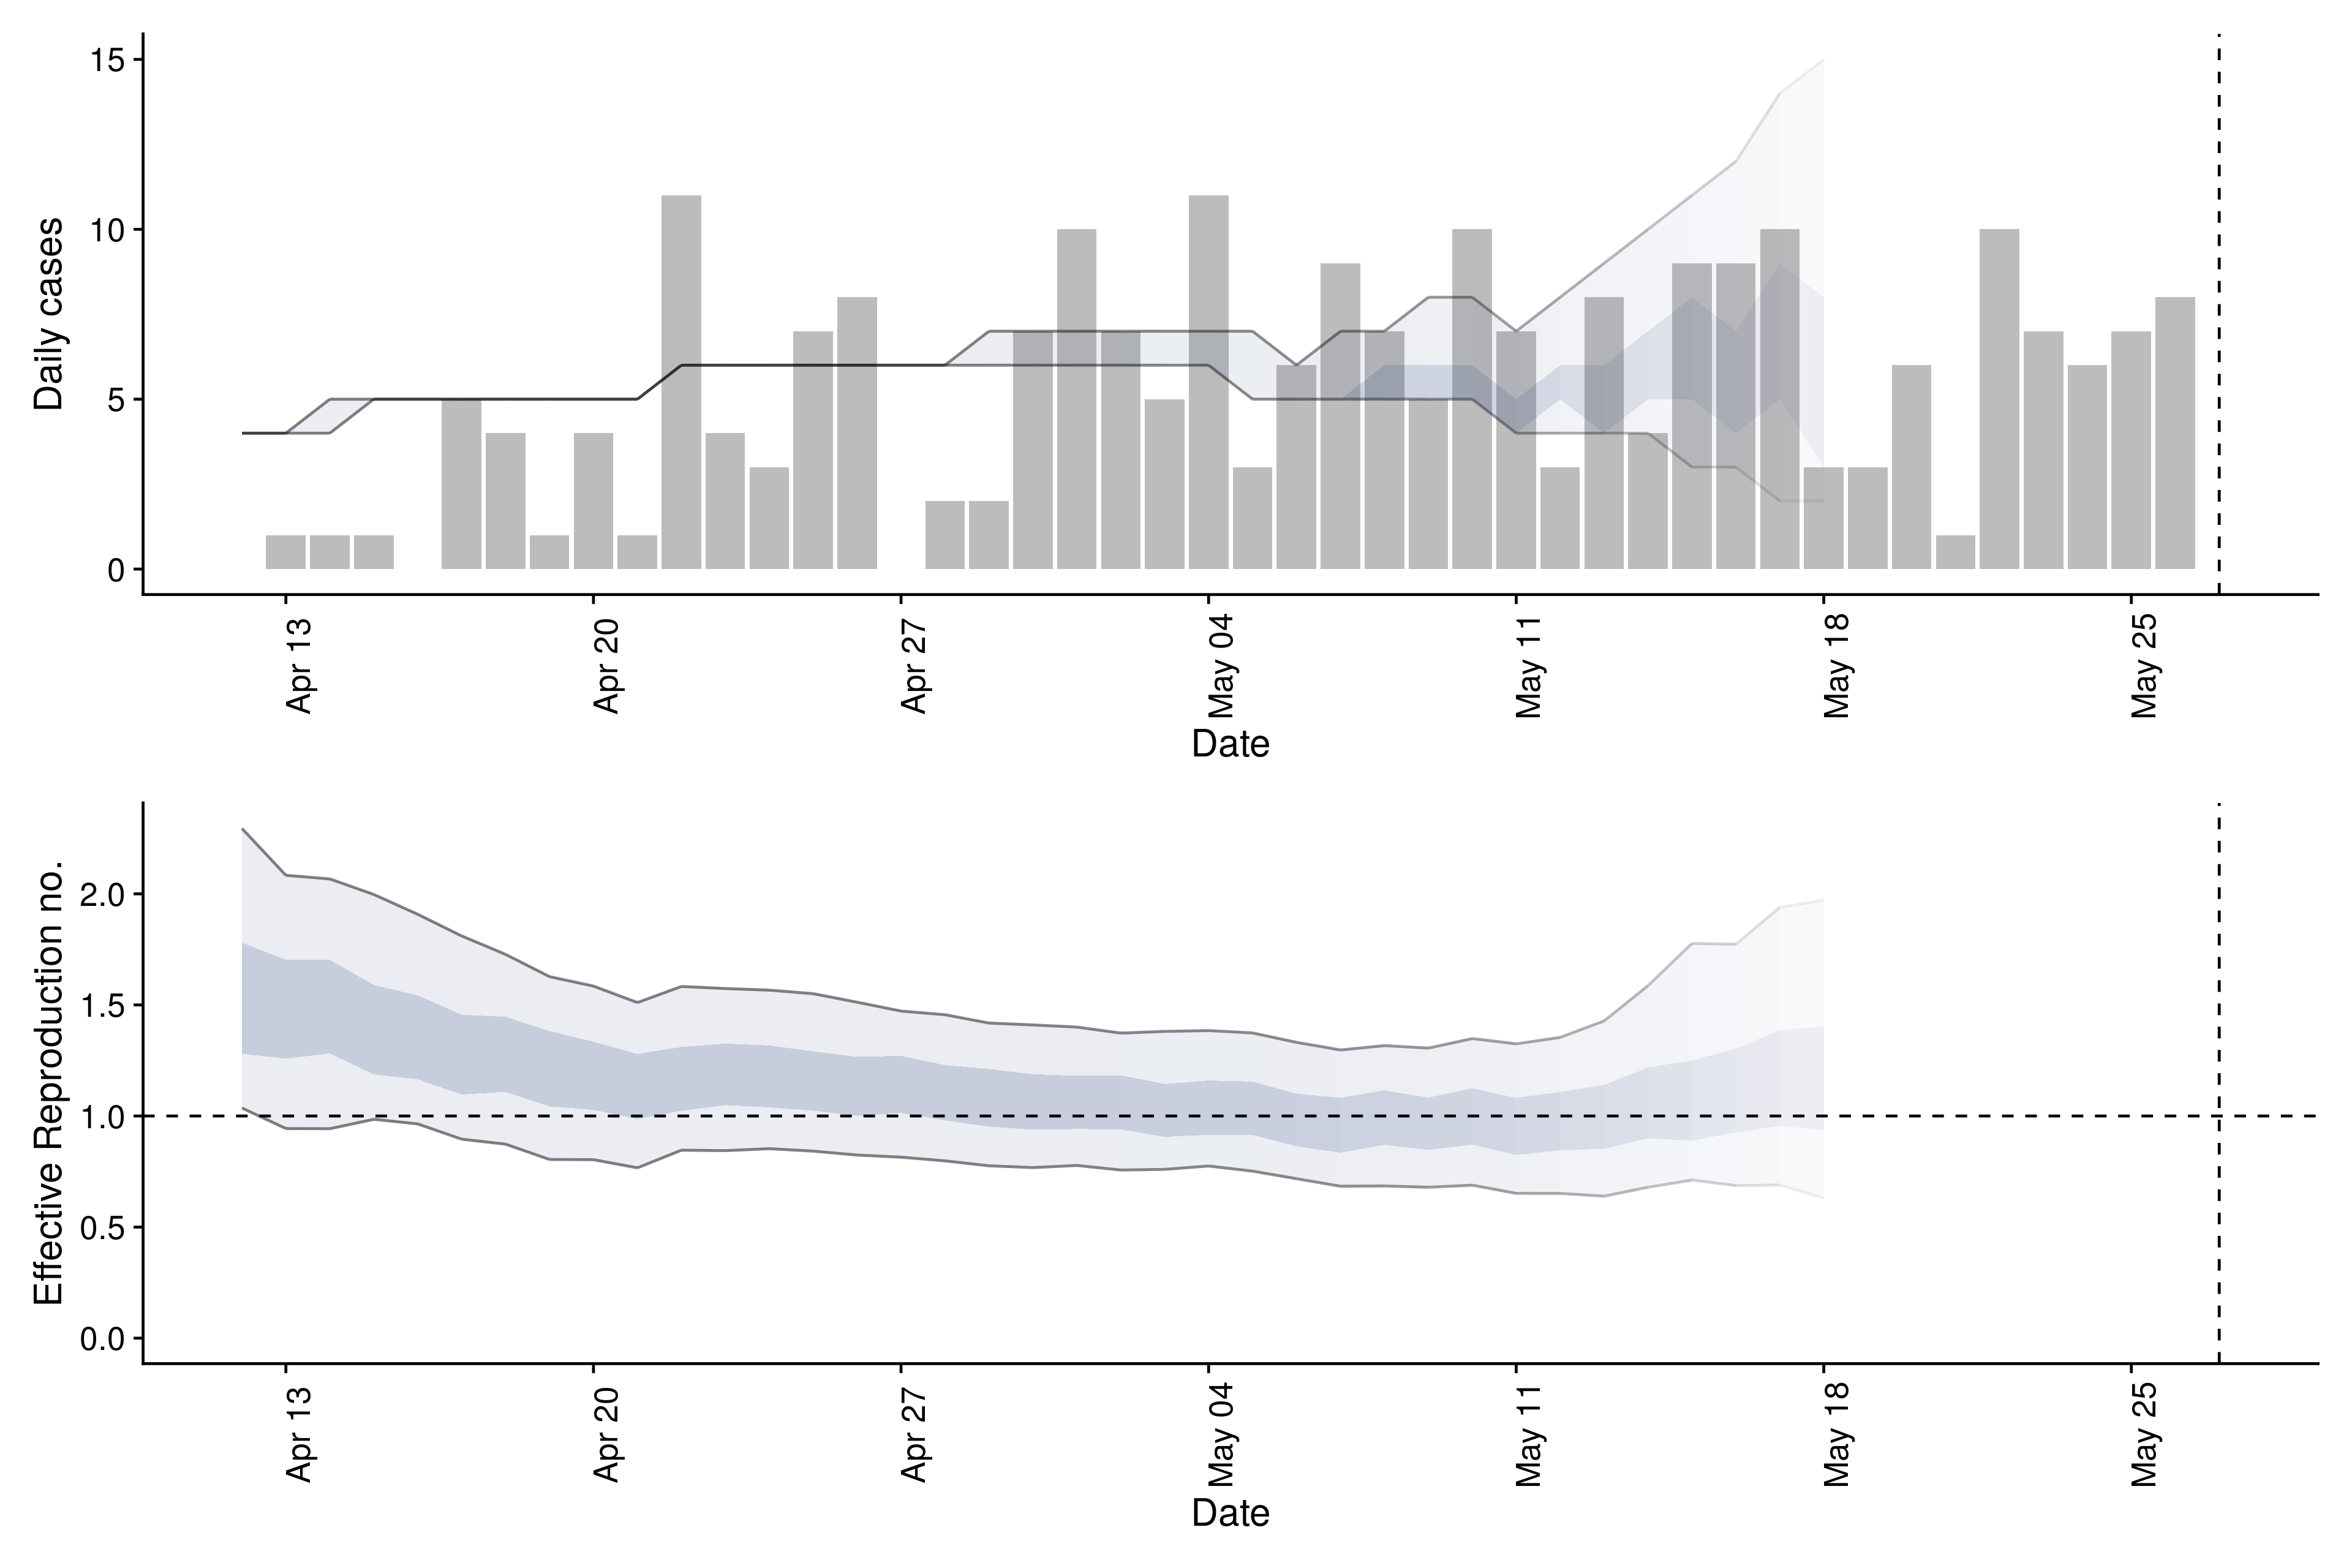 Daily cases
15
10
5
0
Apr 13
Apr 20
Apr 27
May 04
May 11
May 18
May 25
Date
Effective Reproduction no.
2.0
1.5
1.0
0.5
0.0
Apr 13
Apr 20
Apr 27
May 04
May 11
May 18
May 25
Date